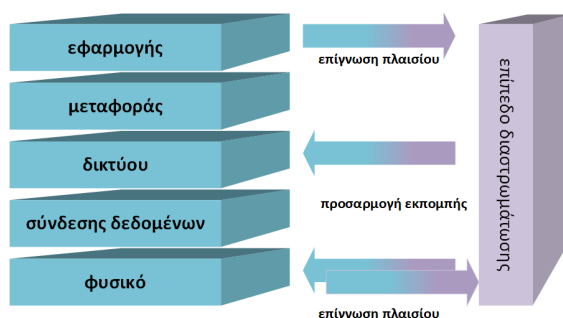 εφαρμογής
επίγνωση πλαισίου
μεταφοράς
δικτύου
προσαρμογή εκπομπής
σύνδεσης δεδομένων
φυσικό
επίγνωση πλαισίου
επίπεδο διαστρωμάτωσης